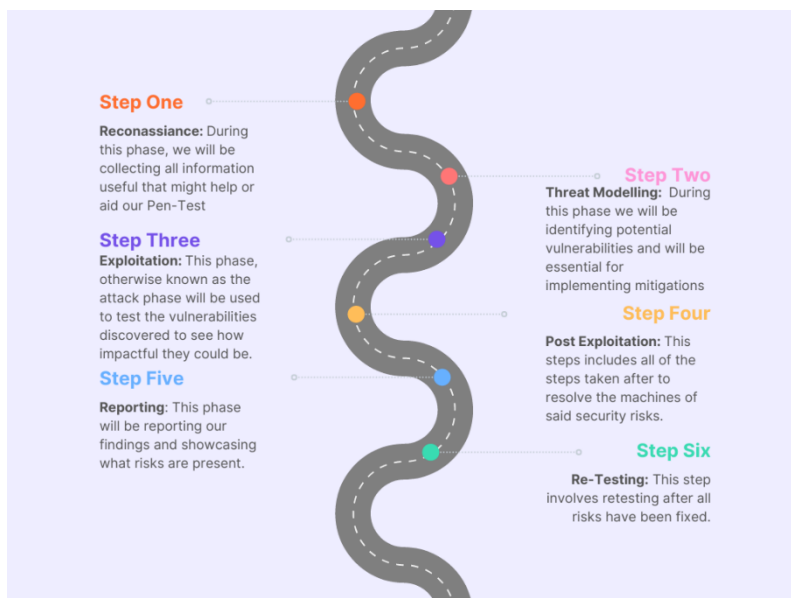 Step One
Reconassiance: During
this phase, we will be
collecting all information
useful that might help or
aid our Pen-Test
Step Two
Threat Modelling: During
this phase we will be
identifying potential
vulnerabilities and will be
essential for
implementing mitigations
Step Three
Exploitation: This phase,
otherwise known as the
attack phase will be used
to test the vulnerabilities
discovered to see how
impactful they could be.
Step Four
Post Exploitation: This
steps includes all of the
steps taken after to
resolve the machines of
said security risks.
Step Five
Reporting: This phase
will be reporting our
findings and showcasing
what risks are present.
Step Six
Re-Testing: This step
involves retesting after all
risks have been fixed.